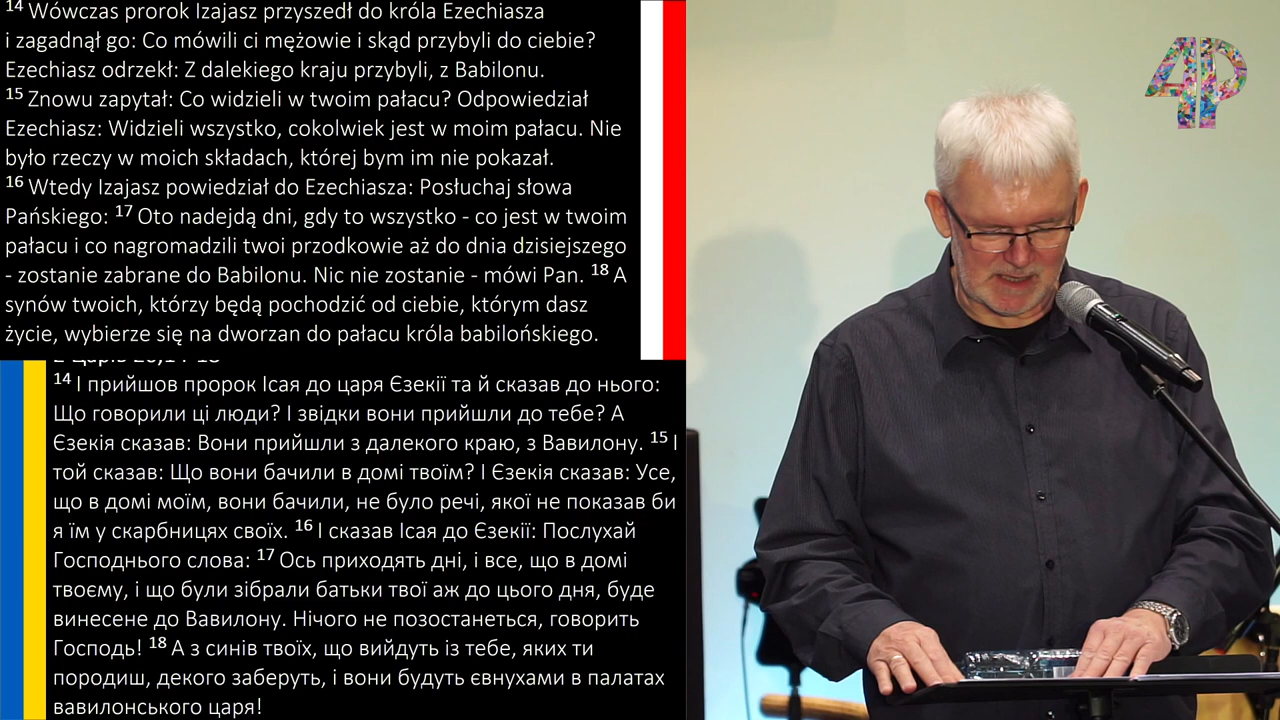 14 Wówczas prorok Izajasz przyszedł do króla Ezechiasza
i zagadnął go: Co mówili ci mężowie i skąd przybyli do ciebie?
Ezechiasz odrzekł: Z dalekiego kraju przybyli, z Babilonu.
15 Znowu zapytał: Co widzieli w twoim pałacu? Odpowiedział
Ezechiasz: Widzieli wszystko, cokolwiek jest w moim pałacu. Nie
było rzeczy w moich składach, której bym im nie pokazał.
16 Wtedy Izajasz powiedział do Ezechiasza: Posłuchaj słowa
Pańskiego: 17 Oto nadejdą dni, gdy to wszystko - co jest w twoim
pałacu i co nagromadzili twoi przodkowie aż do dnia dzisiejszego
- zostanie zabrane do Babilonu. Nic nie zostanie - mówi Pan. 18 A
synów twoich, którzy będą pochodzić od ciebie, którym dasz
życie, wybierze się na dworzan do pałacu króla babilońskiego.
14 І прийшов пророк Ісая до царя Єзекії та й сказав до нього:
Що говорили ці люди? І звідки вони прийшли до тебе? А
Єзекія сказав: Вони прийшли з далекого краю, з Вавилону. 15 І
той сказав: Що вони бачили в домі твоїм? І Єзекія сказав: Усе,
що в домі моїм, вони бачили, не було речі, якої не показав би
я їм у скарбницях своїх. 16 І сказав Ісая до Єзекії: Послухай
Господнього слова: 17 Ось приходять дні, і все, що в домі
твоєму, і що були зібрали батьки твої аж до цього дня, буде
винесене до Вавилону. Нічого не позостанеться, говорить
Господь! 18 А з синів твоїх, що вийдуть із тебе, яких ти
породиш, декого заберуть, і вони будуть євнухами в палатах
вавилонського царя!
4P